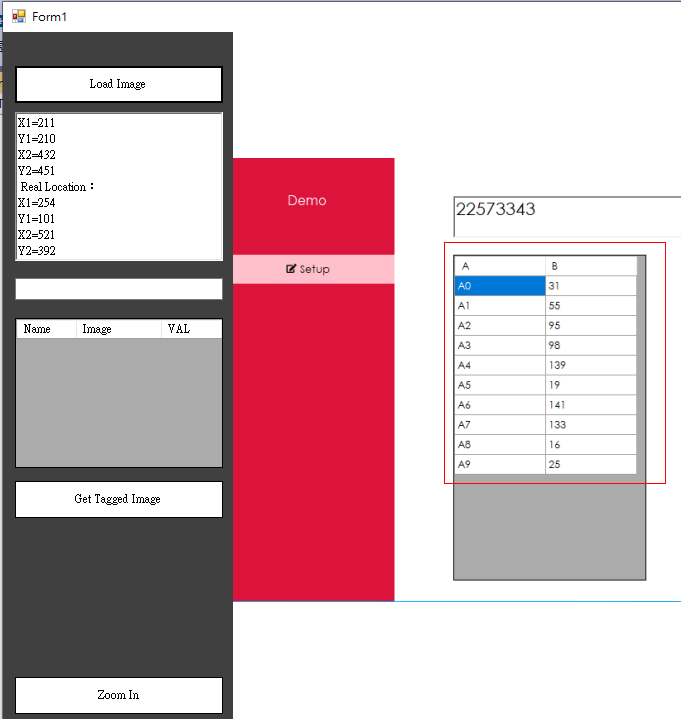 Form1
Load Image
X1=211
Y1=210
X2=432
Y2=451
Real Location：
X1=254
Y1=101
X2=521
Y2=392
Name Image VAL
Get Tagged Image
Zoom In
Demo
Setup
22573343
A B
A0 31
A1 55
A2 95
A3 98
A4 139
A5 19
A6 141
A7 133
A8 16
A9 25